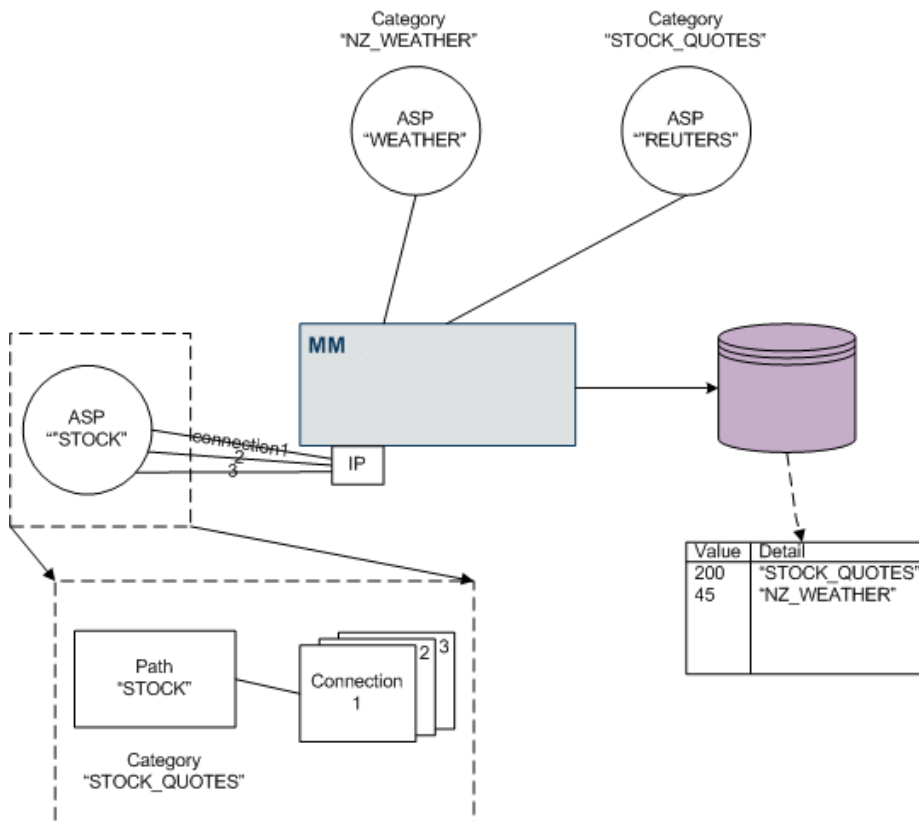 Category
“NZ_WEATHER”
Category
“STOCK_QUOTES”
ASP
“WEATHER”
ASP
“”REUTERS”
MM
ASP
“”STOCK”
connection1
2
3
IP
Value Detail
200 “STOCK_QUOTES”
45 “NZ_WEATHER”
Path
“STOCK”
Connection
1
2
3
Category
“STOCK_QUOTES”